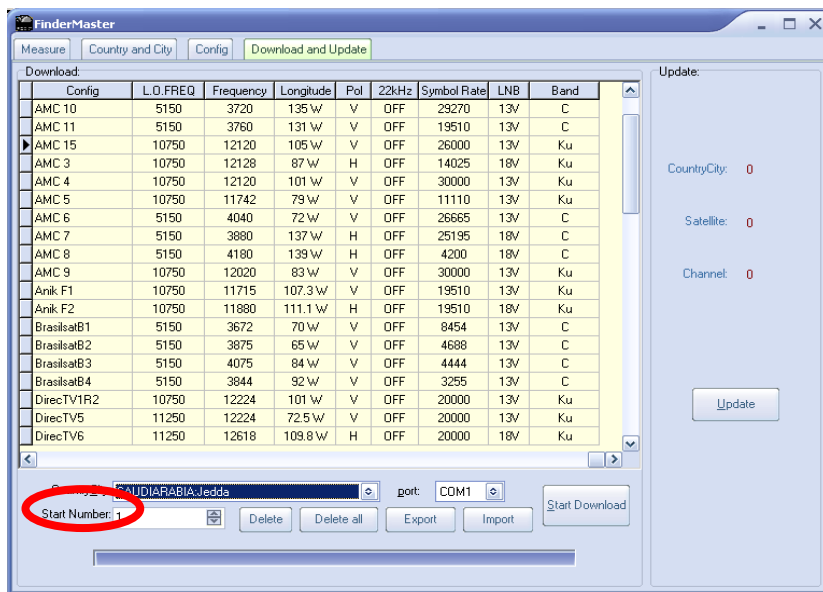 FinderMaster
Measure Country and City Config Download and Update
Download:
Config L.O.FREQ Frequency Longitude Pol 22kHz Symbol Rate LNB Band
AMC 10 5150 3720 135 W V OFF 29270 13V C
AMC 11 5150 3760 131 W V OFF 19510 13V C
AMC 15 10750 12120 105 W V OFF 26000 13V Ku
AMC 3 10750 12128 87 W H OFF 14025 18V Ku
AMC 4 10750 12120 101 W V OFF 30000 13V Ku
AMC 5 10750 11742 79 W V OFF 11110 13V Ku
AMC 6 5150 4040 72 W V OFF 26665 13V C
AMC 7 5150 3880 137 W H OFF 25195 18V C
AMC 8 5150 4180 139 W H OFF 4200 18V C
AMC 9 10750 12020 83 W V OFF 30000 13V Ku
Anik F1 10750 11715 107.3 W V OFF 19510 13V Ku
Anik F2 10750 11880 111.1 W H OFF 19510 18V Ku
BrasilsatB1 5150 3672 70 W V OFF 8454 13V C
BrasilsatB2 5150 3875 65 W V OFF 4688 13V C
BrasilsatB3 5150 4075 84 W V OFF 4444 13V C
BrasilsatB4 5150 3844 92 W V OFF 3255 13V C
DirecTV1R2 10750 12224 101 W V OFF 20000 13V Ku
DirecTV5 11250 12224 72.5 W V OFF 20000 13V Ku
DirecTV6 11250 12618 109.8 W H OFF 20000 18V Ku
SAUDIARABIA:Jedda port: COM1
Start Number: 1 Delete Delete all Export Import Start Download
Update:
CountryCity: 0
Satellite: 0
Channel: 0
Update